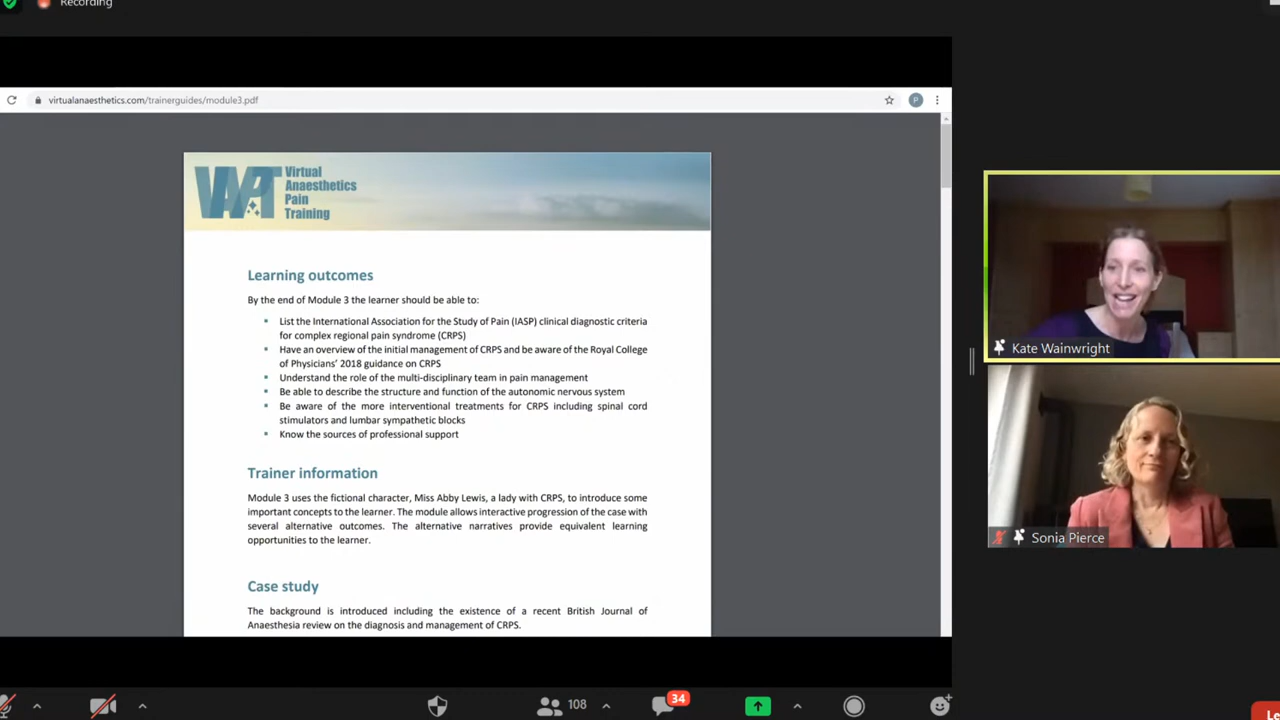 Recording
virtualanaesthetics.com/trainerguides/module3.pdf
P
VAPT
Virtual
Anaesthetics
Pain
Training
Learning outcomes
By the end of Module 3 the learner should be able to:
List the International Association for the Study of Pain (IASP) clinical diagnostic criteria
for complex regional pain syndrome (CRPS)
Have an overview of the initial management of CRPS and be aware of the Royal College
of Physicians’ 2018 guidance on CRPS
Understand the role of the multi-disciplinary team in pain management
Be able to describe the structure and function of the autonomic nervous system
Be aware of the more interventional treatments for CRPS including spinal cord
stimulators and lumbar sympathetic blocks
Know the sources of professional support
Trainer information
Module 3 uses the fictional character, Miss Abby Lewis, a lady with CRPS, to introduce some
important concepts to the learner. The module allows interactive progression of the case with
several alternative outcomes. The alternative narratives provide equivalent learning
opportunities to the learner.
Case study
The background is introduced including the existence of a recent British Journal of
Anaesthesia review on the diagnosis and management of CRPS.
Kate Wainwright
Sonia Pierce
108
34